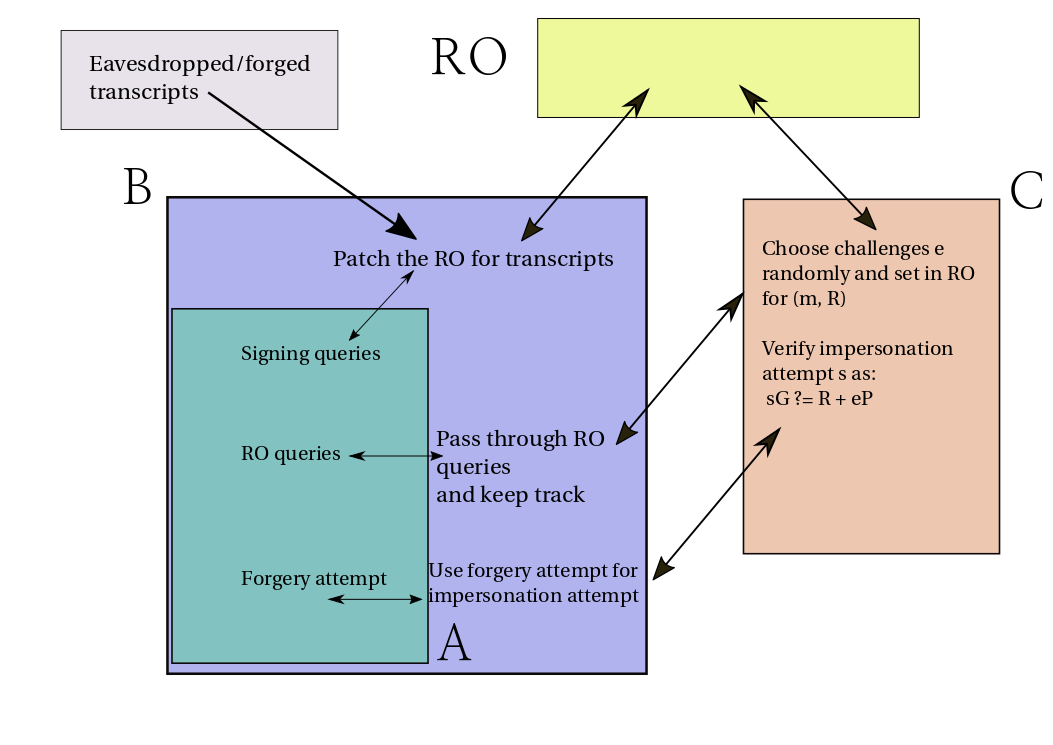 Eavesdropped/forged
transcripts
RO
B
C
Patch the RO for transcripts
Choose challenges e
randomly and set in RO
for (m, R)
Verify impersonation
attempt s as:
sG ?= R + eP
Signing queries
RO queries
Pass through RO
queries
and keep track
Forgery attempt
Use forgery attempt for
impersonation attempt
A